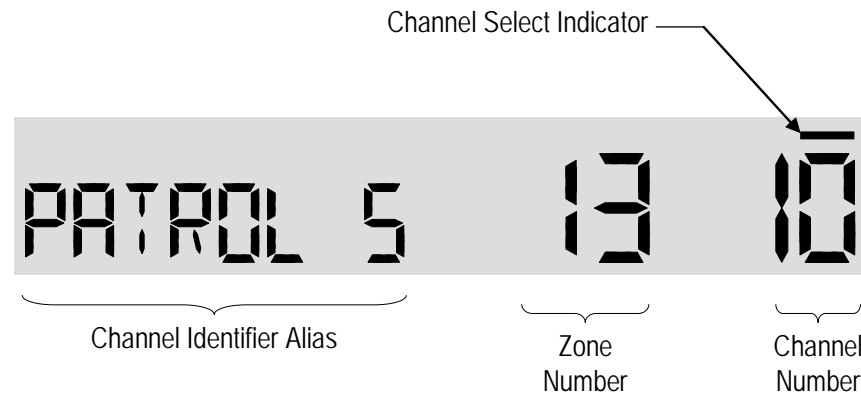 Channel Select Indicator
PATROL 5 13 10
Channel Identifier Alias
Zone
Number
Channel
Number